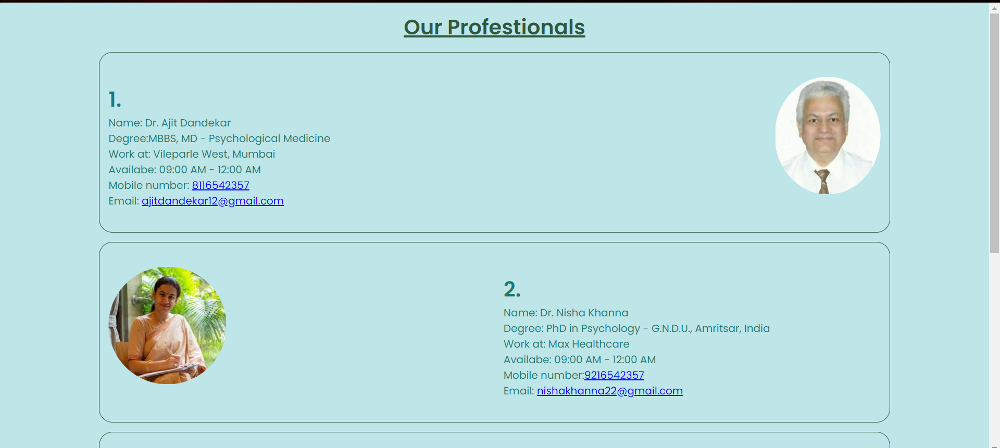 Our Profestionals
1.
Name: Dr. Ajit Dandekar
Degree:MBBS, MD - Psychological Medicine
Work at: Vileparle West, Mumbai
Availabe: 09:00 AM - 12:00 AM
Mobile number: 8116542357
Email: ajitdandekar12@gmail.com
2.
Name: Dr. Nisha Khanna
Degree: PhD in Psychology - G.N.D.U., Amritsar, India
Work at: Max Healthcare
Availabe: 09:00 AM - 12:00 AM
Mobile number:9216542357
Email: nishakhanna22@gmail.com